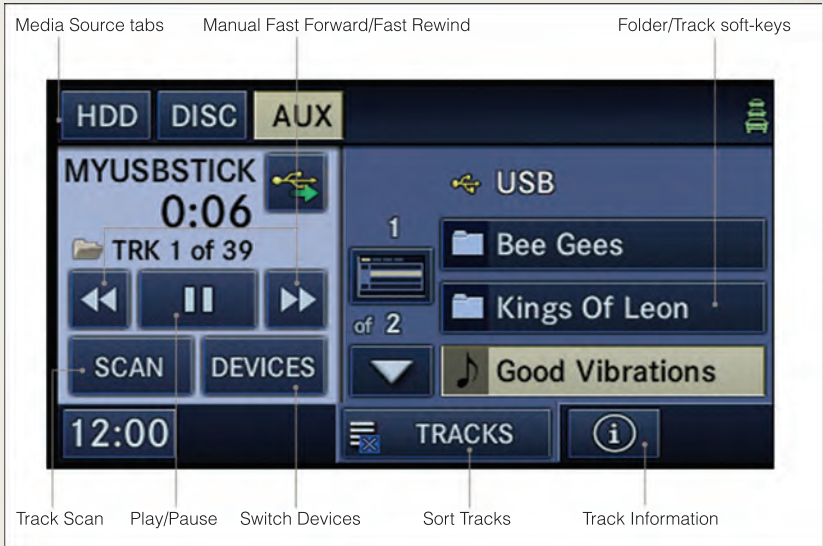 Media Source tabs
Manual Fast Forward/Fast Rewind
Folder/Track soft-keys
HDD
DISC
AUX
MYUSBSTICK
0:06
TRK 1 of 39
SCAN
DEVICES
12:00
USB
1
of 2
Bee Gees
Kings Of Leon
Good Vibrations
TRACKS
i
Track Scan
Play/Pause
Switch Devices
Sort Tracks
Track Information